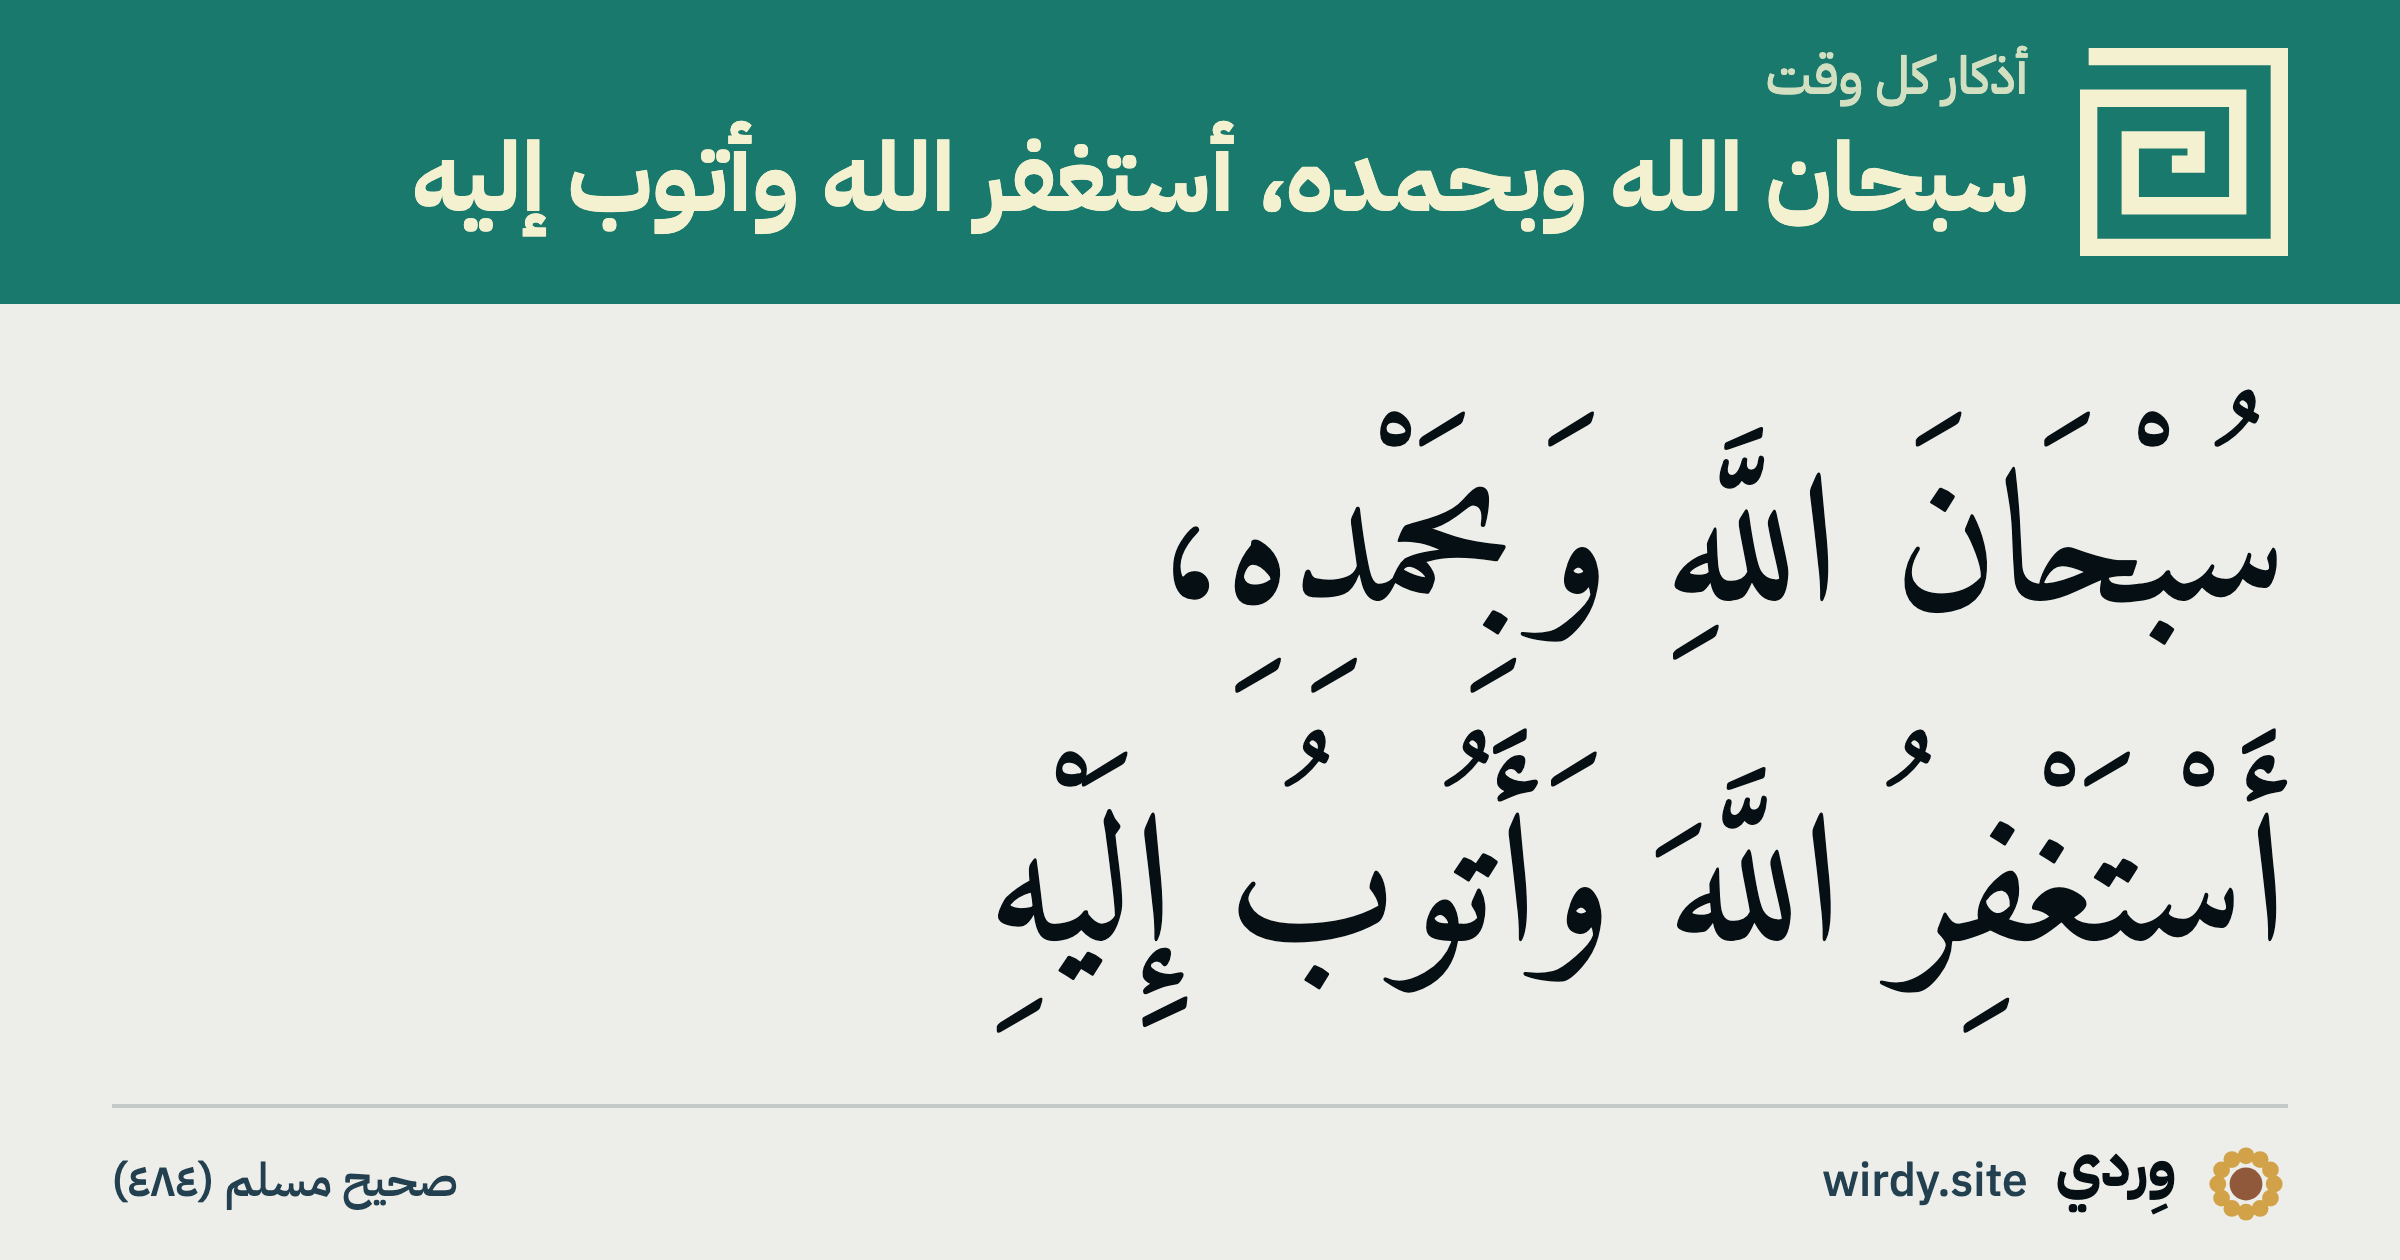 أذكار كل وقت
سبحان الله وبحمده، أستغفر الله وأتوب إليه
سُبْحَانَ اللَّهِ وَبِحَمْدِهِ،
أَسْتَغْفِرُ اللَّهَ وَأَتُوبُ إِلَيْهِ
وِردي wirdy.site
صحيح مسلم (٤٨٤)